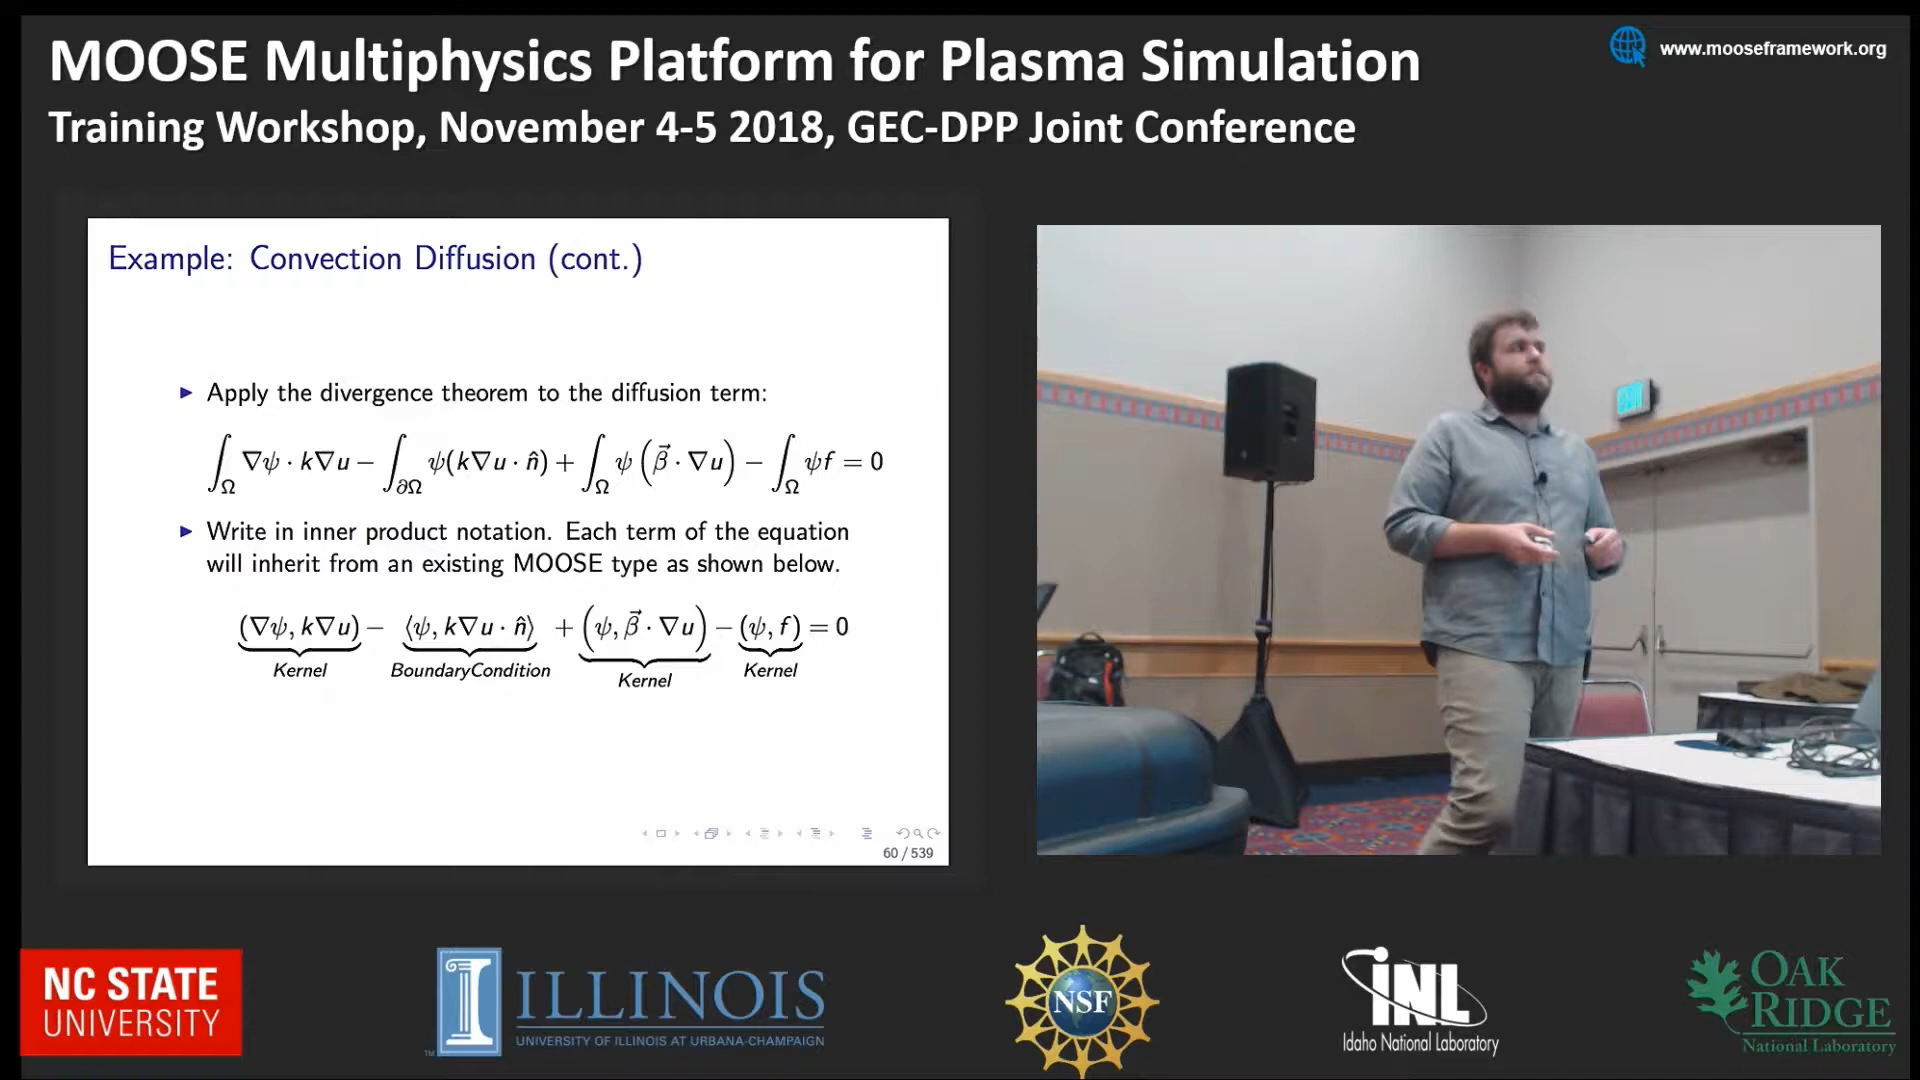 MOOSE Multiphysics Platform for Plasma Simulation
www.mooseframework.org
Training Workshop, November 4-5 2018, GEC-DPP Joint Conference
Example: Convection Diffusion (cont.)
▶ Apply the divergence theorem to the diffusion term:
∫_Ω ∇ψ · k∇u − ∫_∂Ω ψ(k∇u · n̂) + ∫_Ω ψ (β⃗ · ∇u) − ∫_Ω ψf = 0
▶ Write in inner product notation. Each term of the equation
will inherit from an existing MOOSE type as shown below.
(∇ψ, k∇u) − ⟨ψ, k∇u · n̂⟩ + (ψ, β⃗ · ∇u) − (ψ, f) = 0
Kernel BoundaryCondition Kernel Kernel
60 / 539
NC STATE
UNIVERSITY
I ILLINOIS
UNIVERSITY OF ILLINOIS AT URBANA-CHAMPAIGN
TM
NSF
INL
Idaho National Laboratory
OAK
RIDGE
National Laboratory